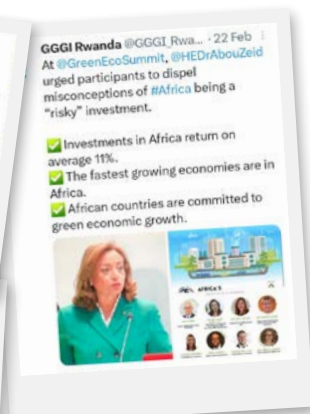 GGGI Rwanda @GGGI_Rwa... · 22 Feb
At @GreenEcoSummit, @HEDrAbouZeid
urged participants to dispel
misconceptions of #Africa being a
"risky" investment.
✅ Investments in Africa return on
average 11%.
✅ The fastest growing economies are in
Africa.
✅ African countries are committed to
green economic growth.
AFRICA'S